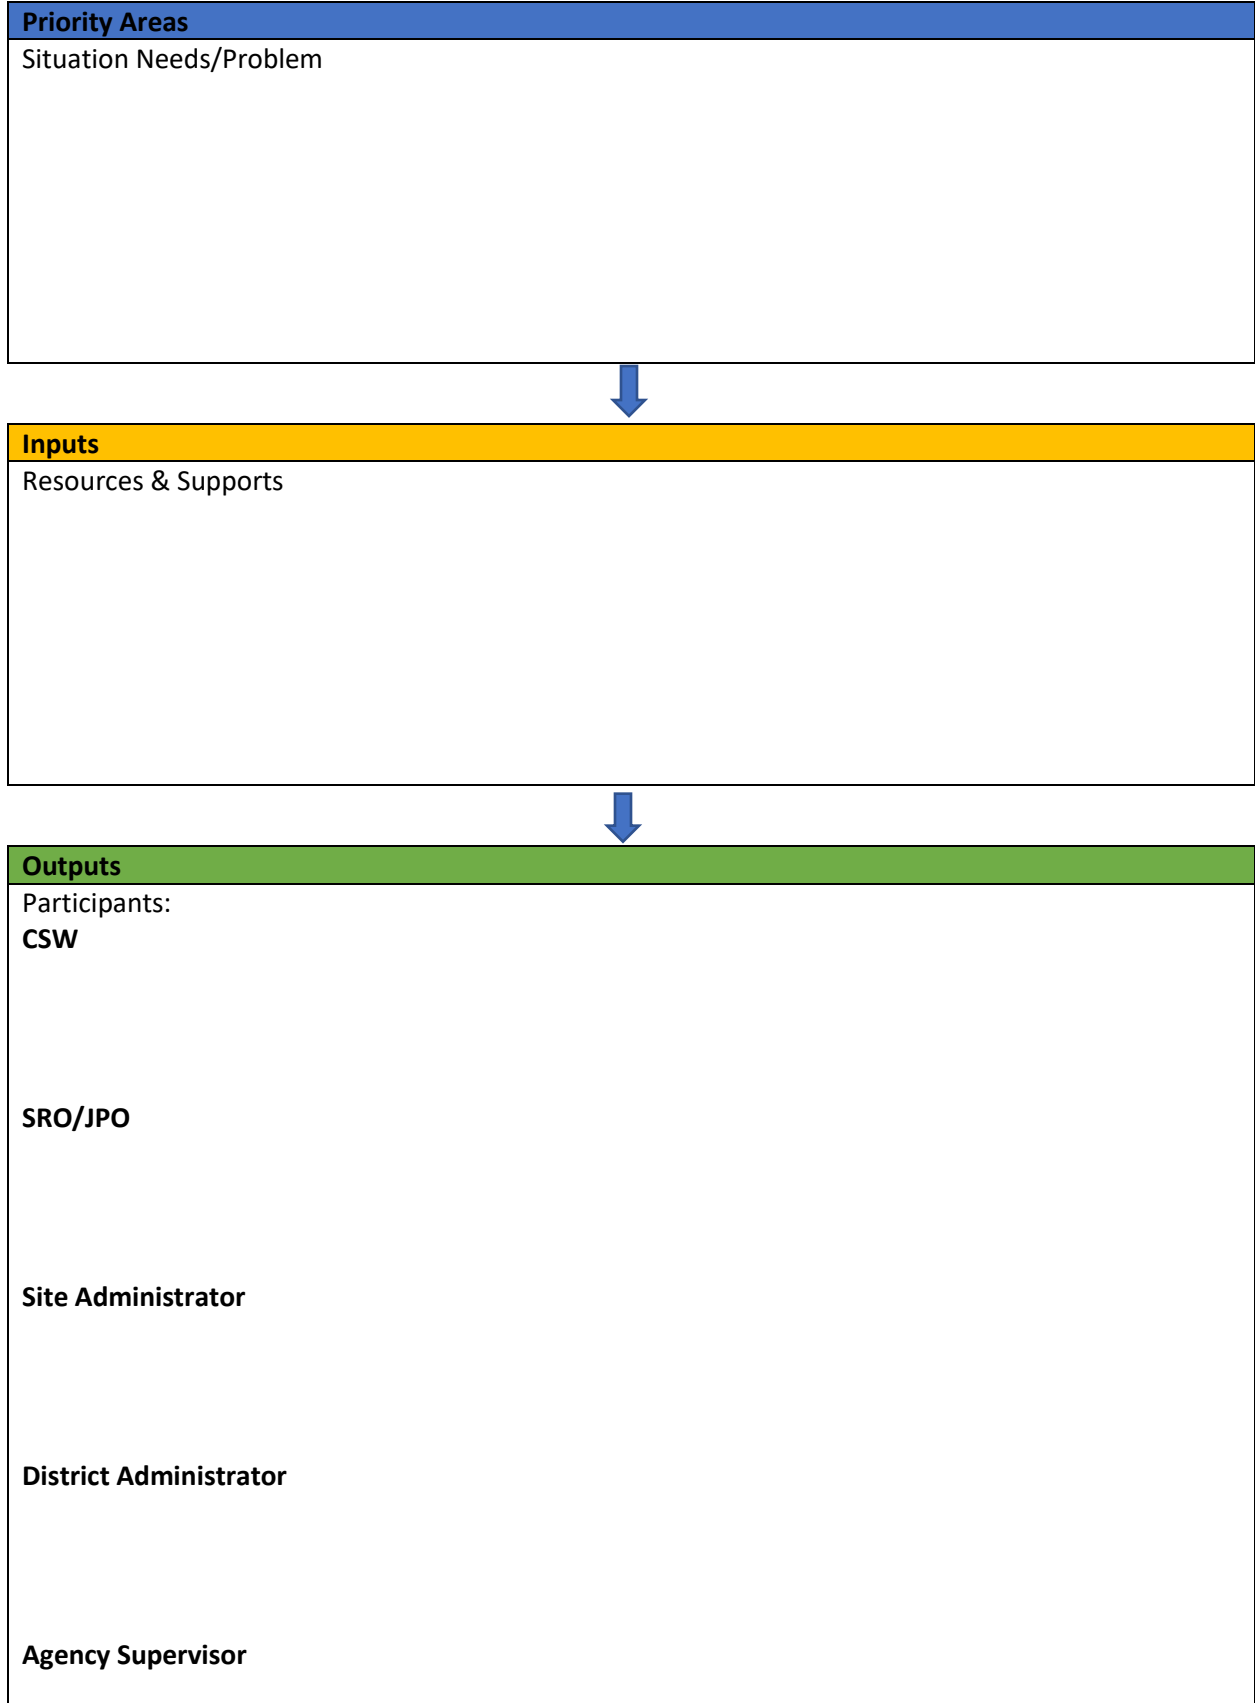 Priority Areas
Situation Needs/Problem
Inputs
Resources & Supports
Outputs
Participants:
CSW
SRO/JPO
Site Administrator
District Administrator
Agency Supervisor